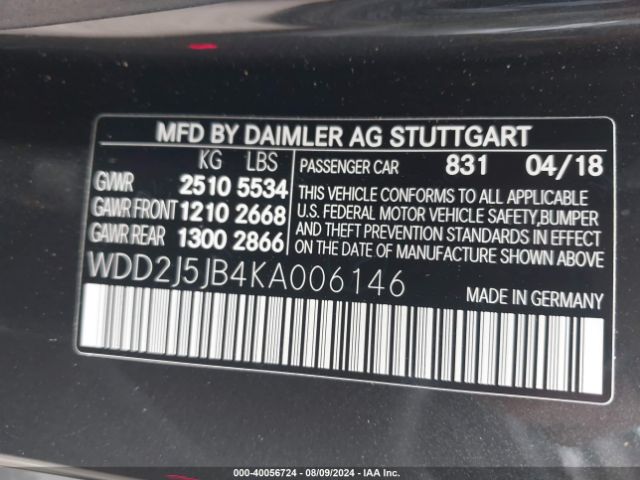 MFD BY DAIMLER AG STUTTGART
KG LBS
GVWR 2510 5534
GAWR FRONT 1210 2668
GAWR REAR 1300 2866
PASSENGER CAR 831 04/18
THIS VEHICLE CONFORMS TO ALL APPLICABLE
U.S. FEDERAL MOTOR VEHICLE SAFETY,BUMPER
AND THEFT PREVENTION STANDARDS IN EFFECT
ON THE DATE OF MANUFACTURE SHOWN ABOVE
WDD2J5JB4KA006146
MADE IN GERMANY
000-40056724 - 08/09/2024 - IAA Inc.